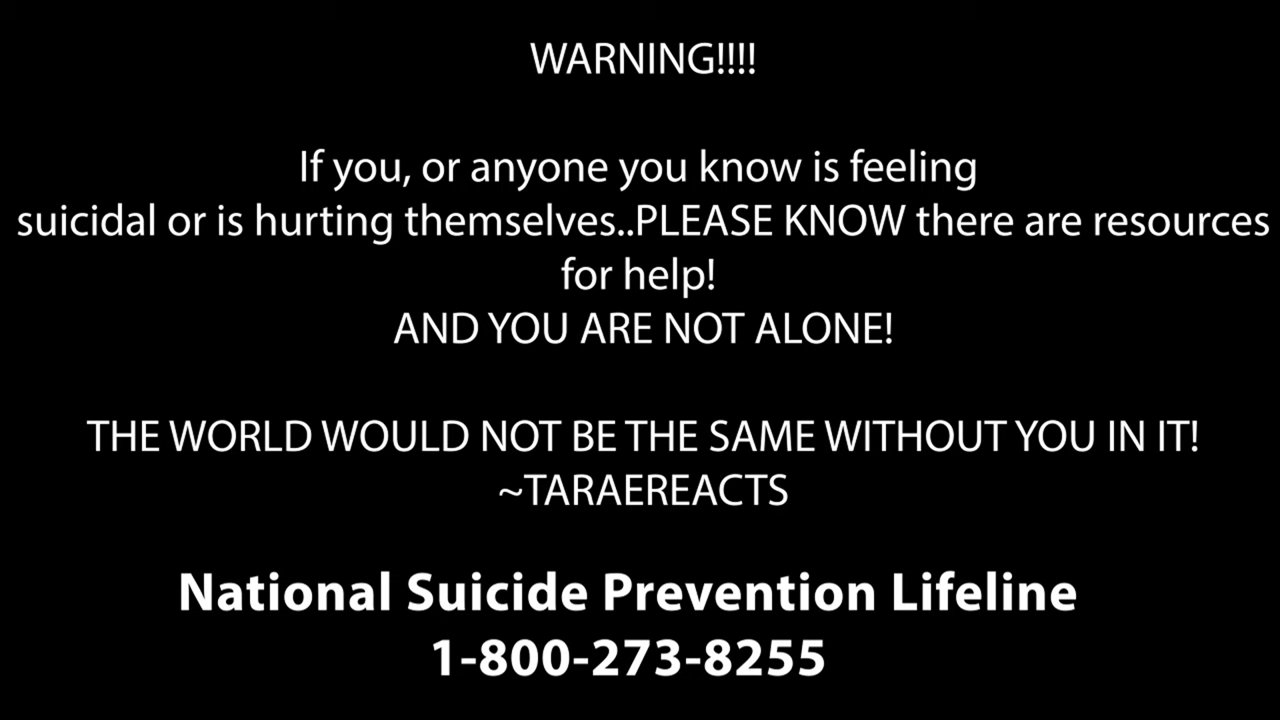 WARNING!!!!
If you, or anyone you know is feeling
suicidal or is hurting themselves..PLEASE KNOW there are resources
for help!
AND YOU ARE NOT ALONE!
THE WORLD WOULD NOT BE THE SAME WITHOUT YOU IN IT!
~TARAEREACTS
National Suicide Prevention Lifeline
1-800-273-8255